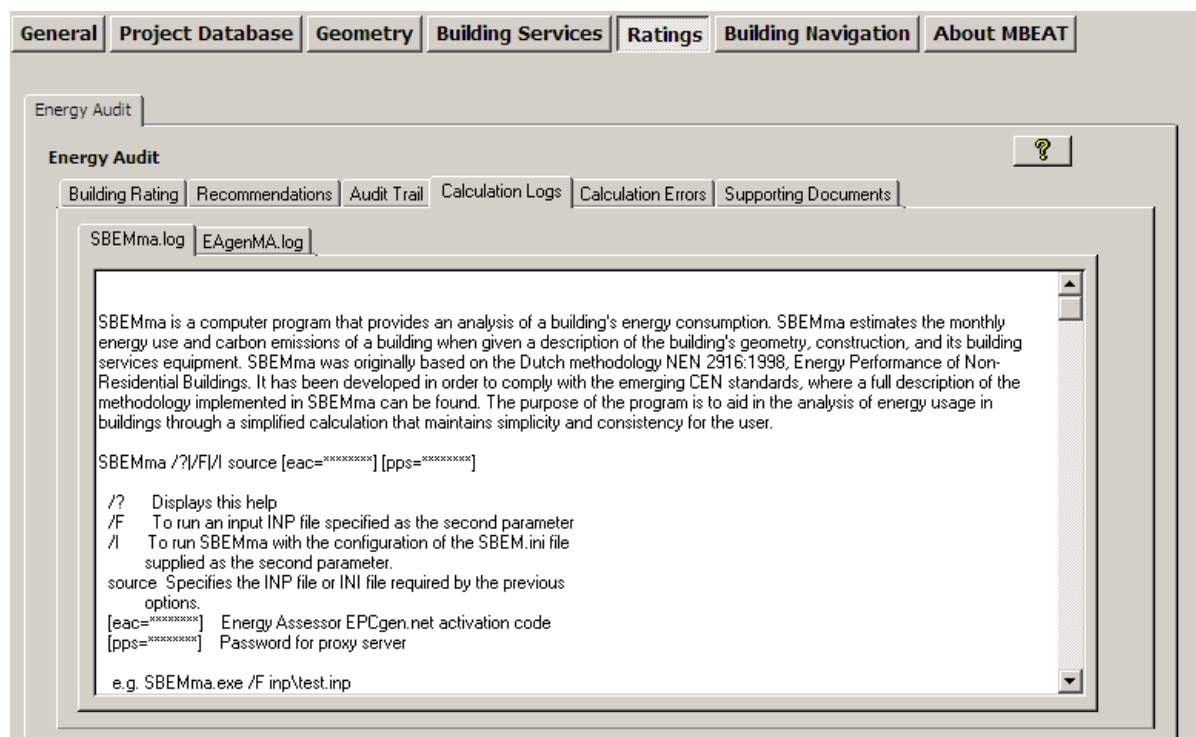 General Project Database Geometry Building Services Ratings Building Navigation About MBEAT
Energy Audit
Energy Audit
?
Building Rating Recommendations Audit Trail Calculation Logs Calculation Errors Supporting Documents
SBEMma.log EAgenMA.log
SBEMma is a computer program that provides an analysis of a building's energy consumption. SBEMma estimates the monthly
energy use and carbon emissions of a building when given a description of the building's geometry, construction, and its building
services equipment. SBEMma was originally based on the Dutch methodology NEN 2916:1998, Energy Performance of Non-
Residential Buildings. It has been developed in order to comply with the emerging CEN standards, where a full description of the
methodology implemented in SBEMma can be found. The purpose of the program is to aid in the analysis of energy usage in
buildings through a simplified calculation that maintains simplicity and consistency for the user.
SBEMma /?|/F|/I source [eac=********] [pps=********]
/? Displays this help
/F To run an input INP file specified as the second parameter
/I To run SBEMma with the configuration of the SBEM.ini file
supplied as the second parameter.
source Specifies the INP file or INI file required by the previous
options.
[eac=********] Energy Assessor EPCgen.net activation code
[pps=********] Password for proxy server
e.g. SBEMma.exe /F inp\test.inp